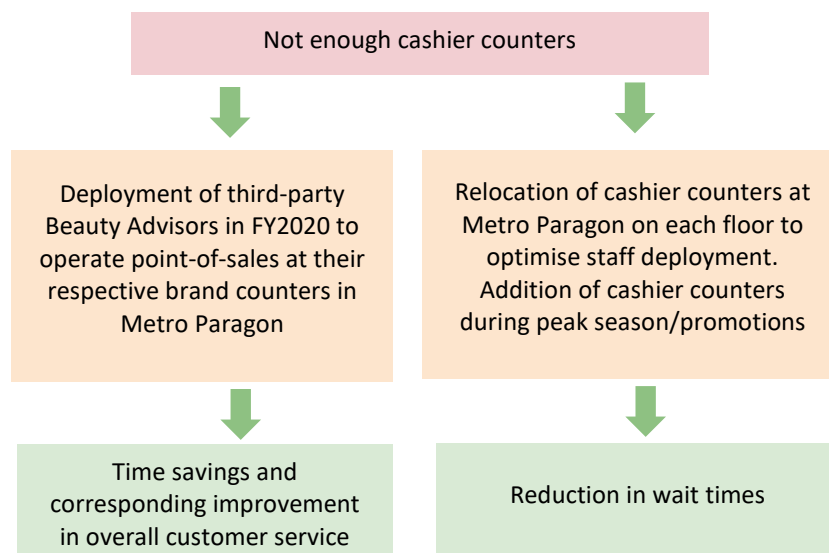 Not enough cashier counters
Deployment of third-party
Beauty Advisors in FY2020 to
operate point-of-sales at their
respective brand counters in
Metro Paragon
Relocation of cashier counters at
Metro Paragon on each floor to
optimise staff deployment.
Addition of cashier counters
during peak season/promotions
Time savings and
corresponding improvement
in overall customer service
Reduction in wait times